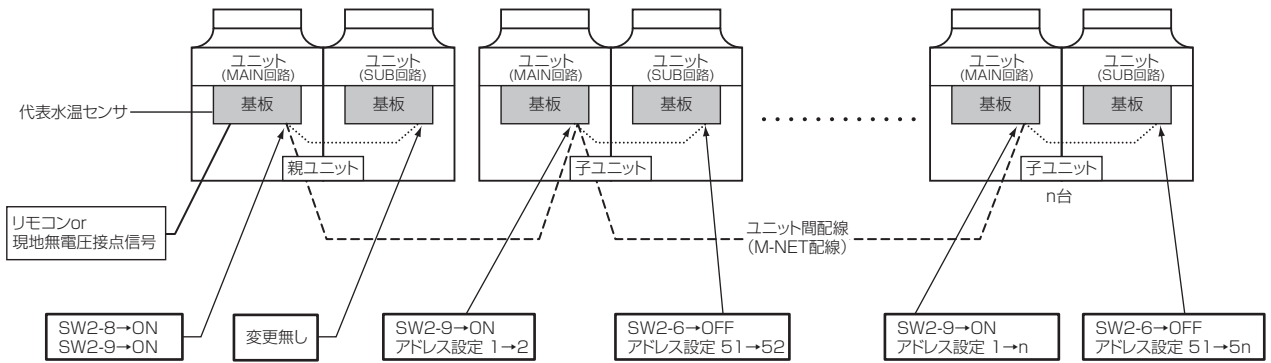 ユニット
(MAIN回路)
ユニット
(SUB回路)
ユニット
(MAIN回路)
ユニット
(SUB回路)
ユニット
(MAIN回路)
ユニット
(SUB回路)
代表水温センサ
基板
基板
基板
基板
基板
基板
親ユニット
子ユニット
子ユニット
n台
リモコンor
現地無電圧接点信号
ユニット間配線
(M-NET配線)
SW2-8→ON
SW2-9→ON
変更無し
SW2-9→ON
アドレス設定 1→2
SW2-6→OFF
アドレス設定 51→52
SW2-9→ON
アドレス設定 1→n
SW2-6→OFF
アドレス設定 51→5n